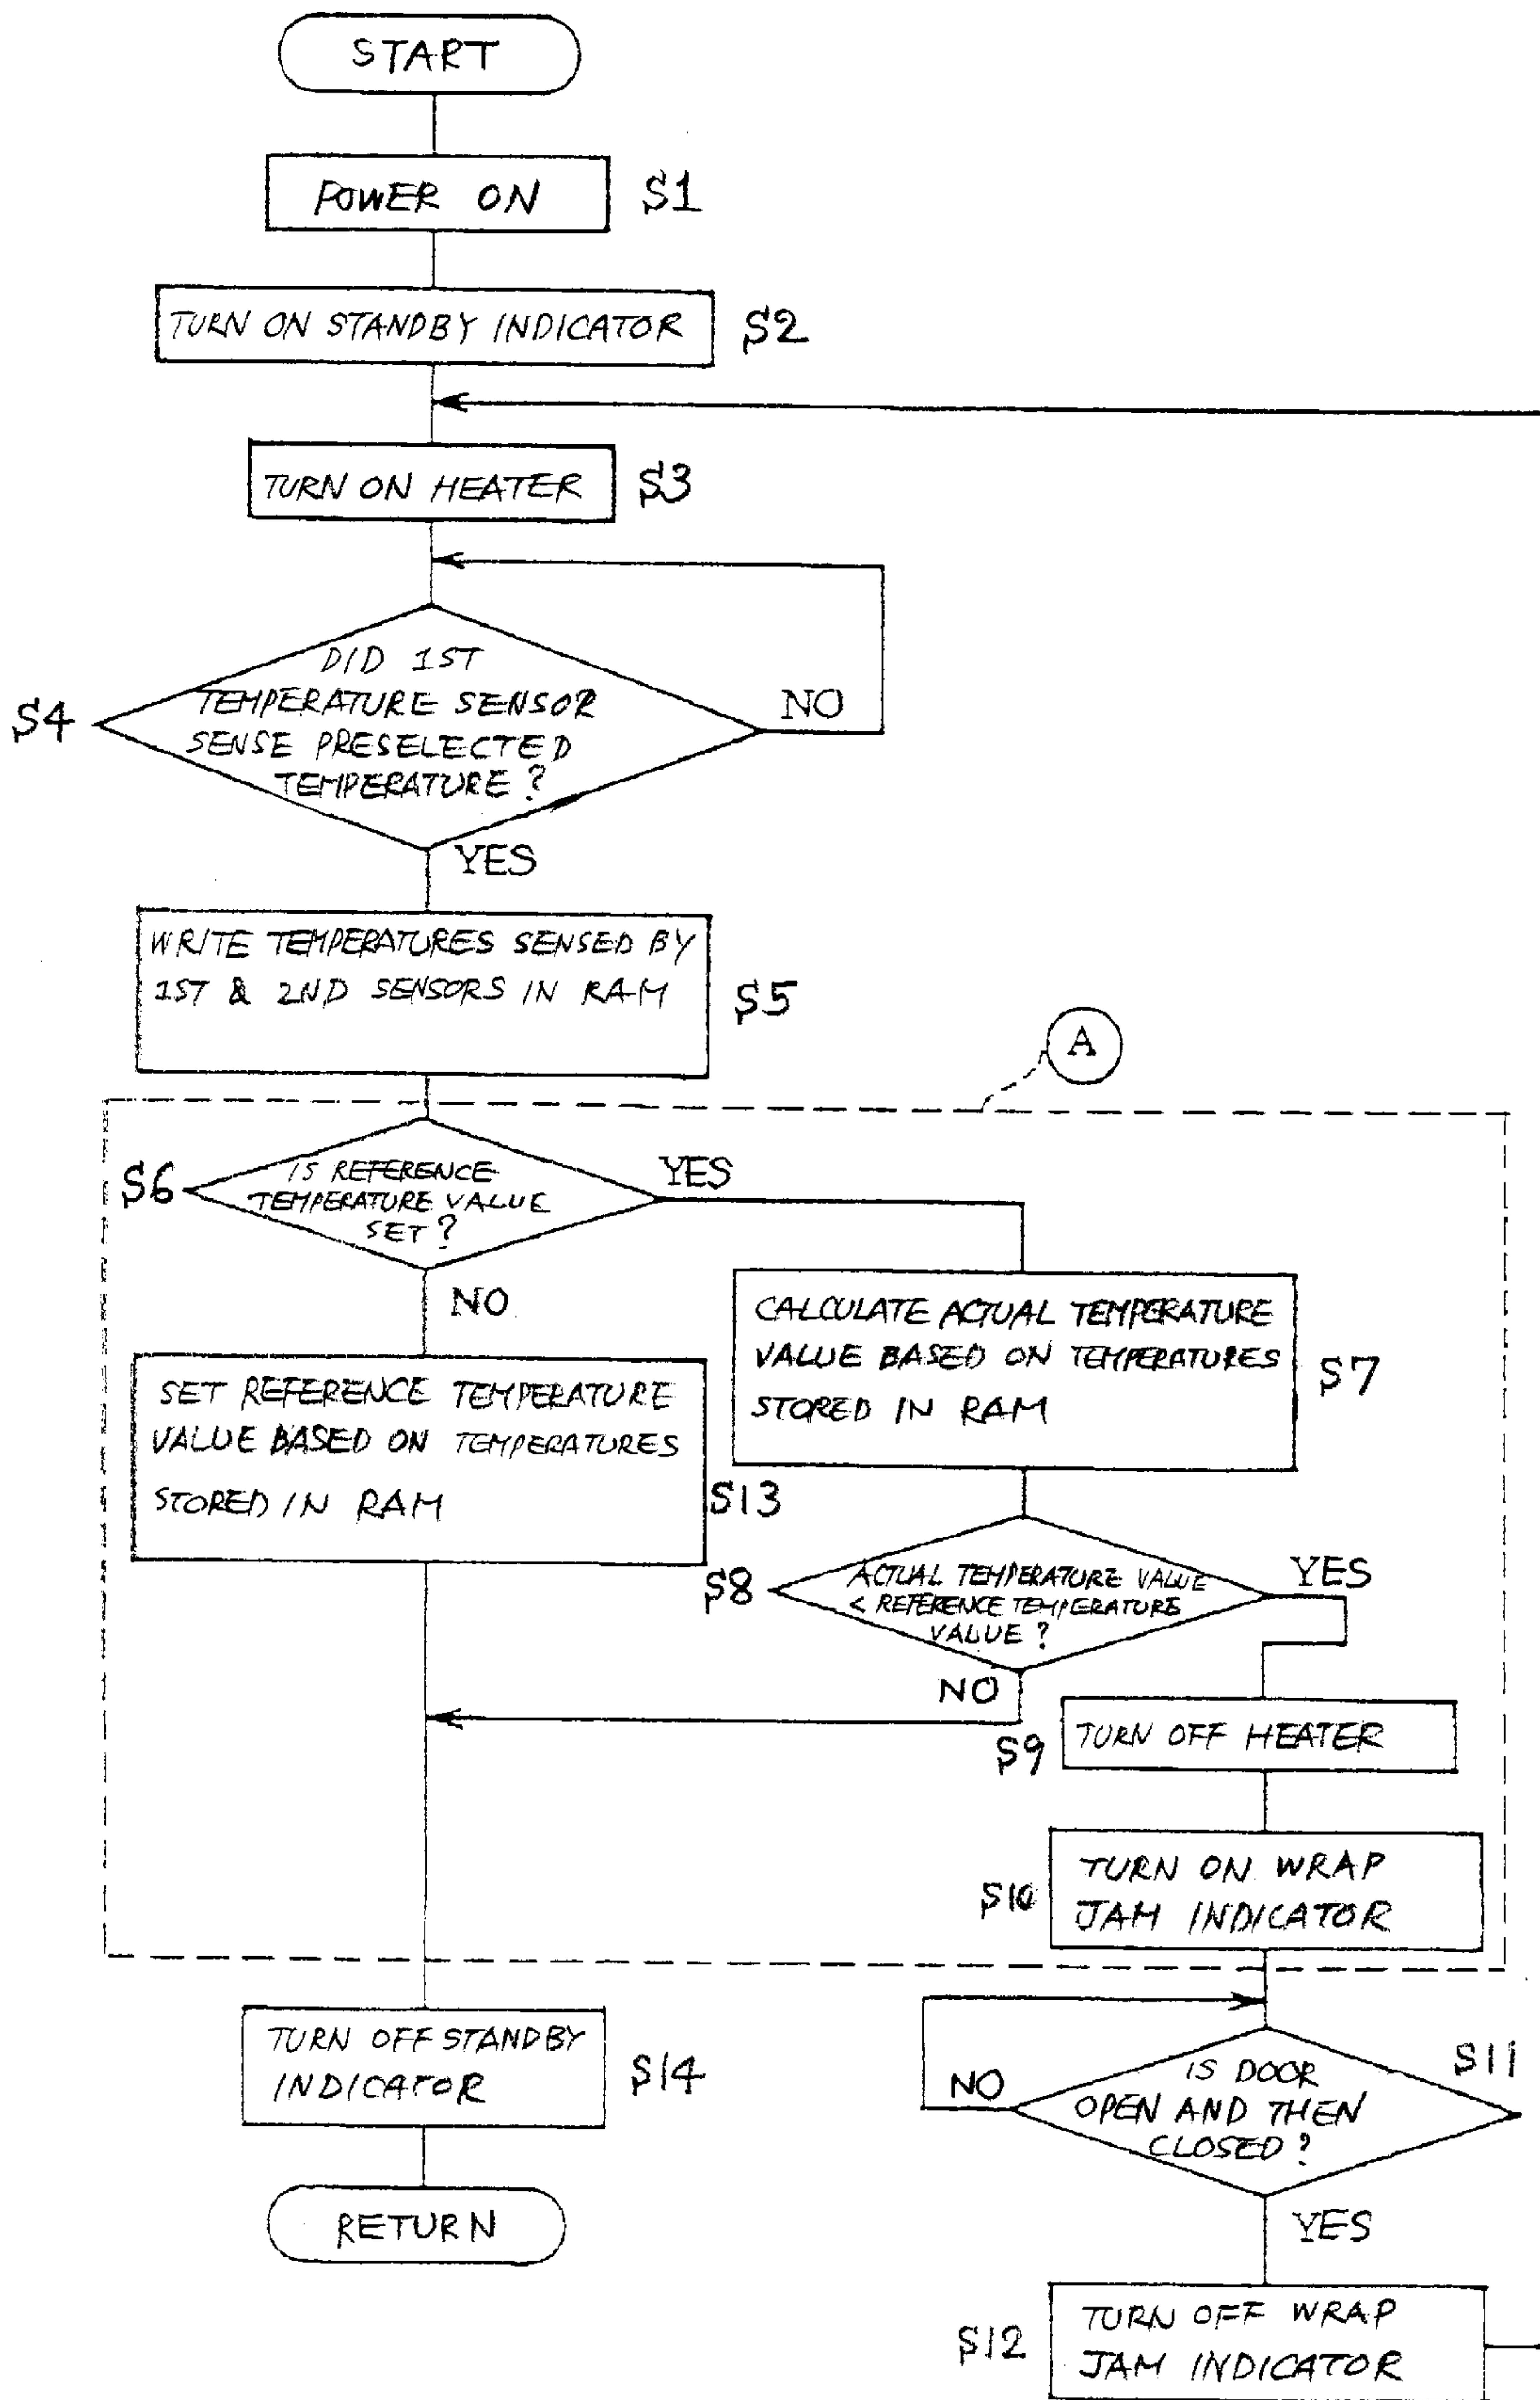 START
POWER ON
S1
TURN ON STANDBY INDICATOR
S2
TURN ON HEATER
S3
DID 1ST
TEMPERATURE SENSOR
SENSE PRESELECTED
TEMPERATURE?
S4
NO
YES
WRITE TEMPERATURES SENSED BY
1ST & 2ND SENSORS IN RAM
S5
A
S6
IS REFERENCE
TEMPERATURE VALUE
SET?
YES
NO
CALCULATE ACTUAL TEMPERATURE
VALUE BASED ON TEMPERATURES
STORED IN RAM
S7
SET REFERENCE TEMPERATURE
VALUE BASED ON TEMPERATURES
STORED IN RAM
S13
S8
ACTUAL TEMPERATURE VALUE
< REFERENCE TEMPERATURE
VALUE?
YES
NO
S9
TURN OFF HEATER
S10
TURN ON WRAP
JAM INDICATOR
TURN OFF STANDBY
INDICATOR
S14
S11
IS DOOR
OPEN AND THEN
CLOSED?
NO
YES
RETURN
S12
TURN OFF WRAP
JAM INDICATOR